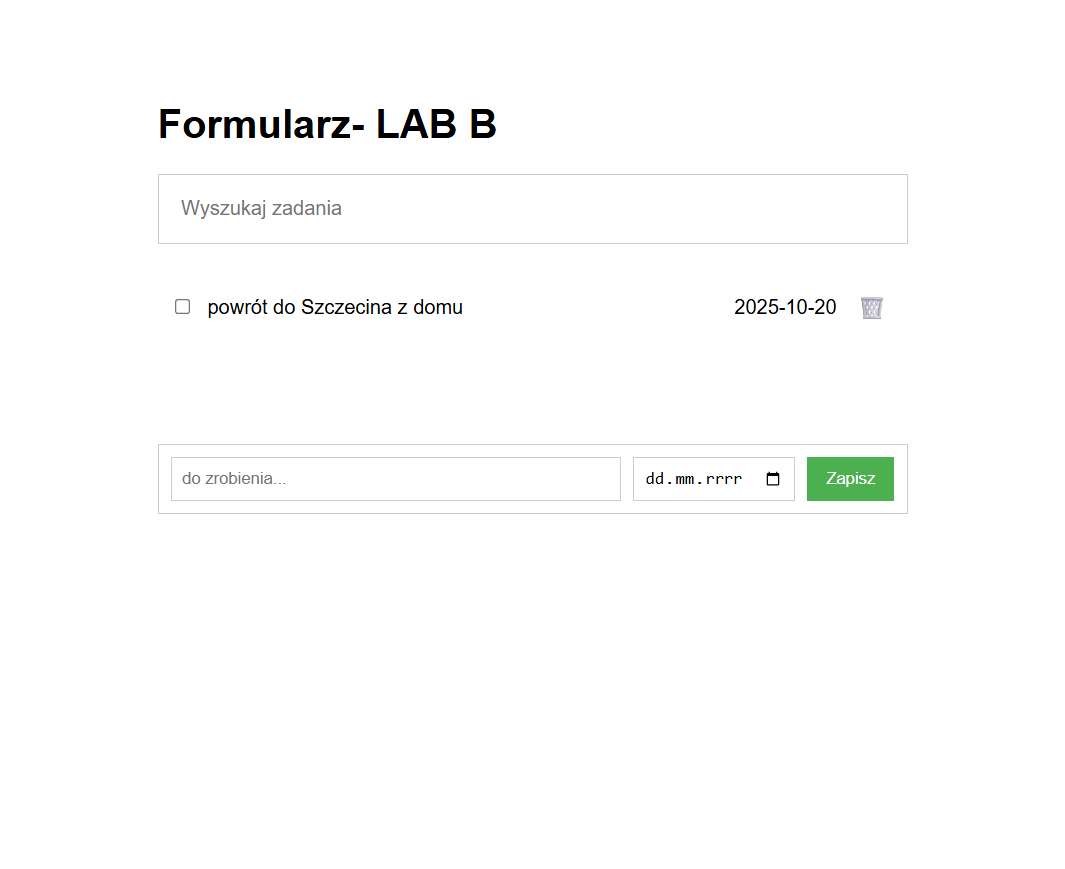 Formularz- LAB B
Wyszukaj zadania
powrót do Szczecina z domu 2025-10-20
do zrobienia... dd.mm.rrrr Zapisz